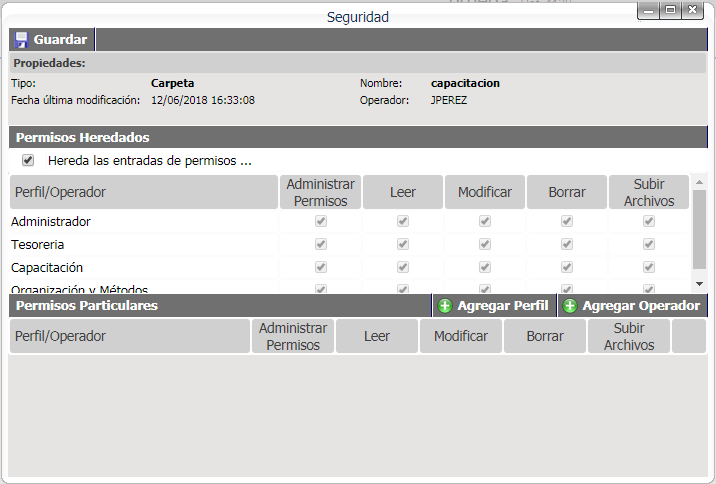 Seguridad
Guardar
Propiedades:
Tipo: Carpeta Nombre: capacitacion
Fecha última modificación: 12/06/2018 16:33:08 Operador: JPEREZ
Permisos Heredados
Hereda las entradas de permisos ...
Perfil/Operador Administrar Permisos Leer Modificar Borrar Subir Archivos
Administrador
Tesoreria
Capacitación
Organización y Métodos
Permisos Particulares Agregar Perfil Agregar Operador
Perfil/Operador Administrar Permisos Leer Modificar Borrar Subir Archivos